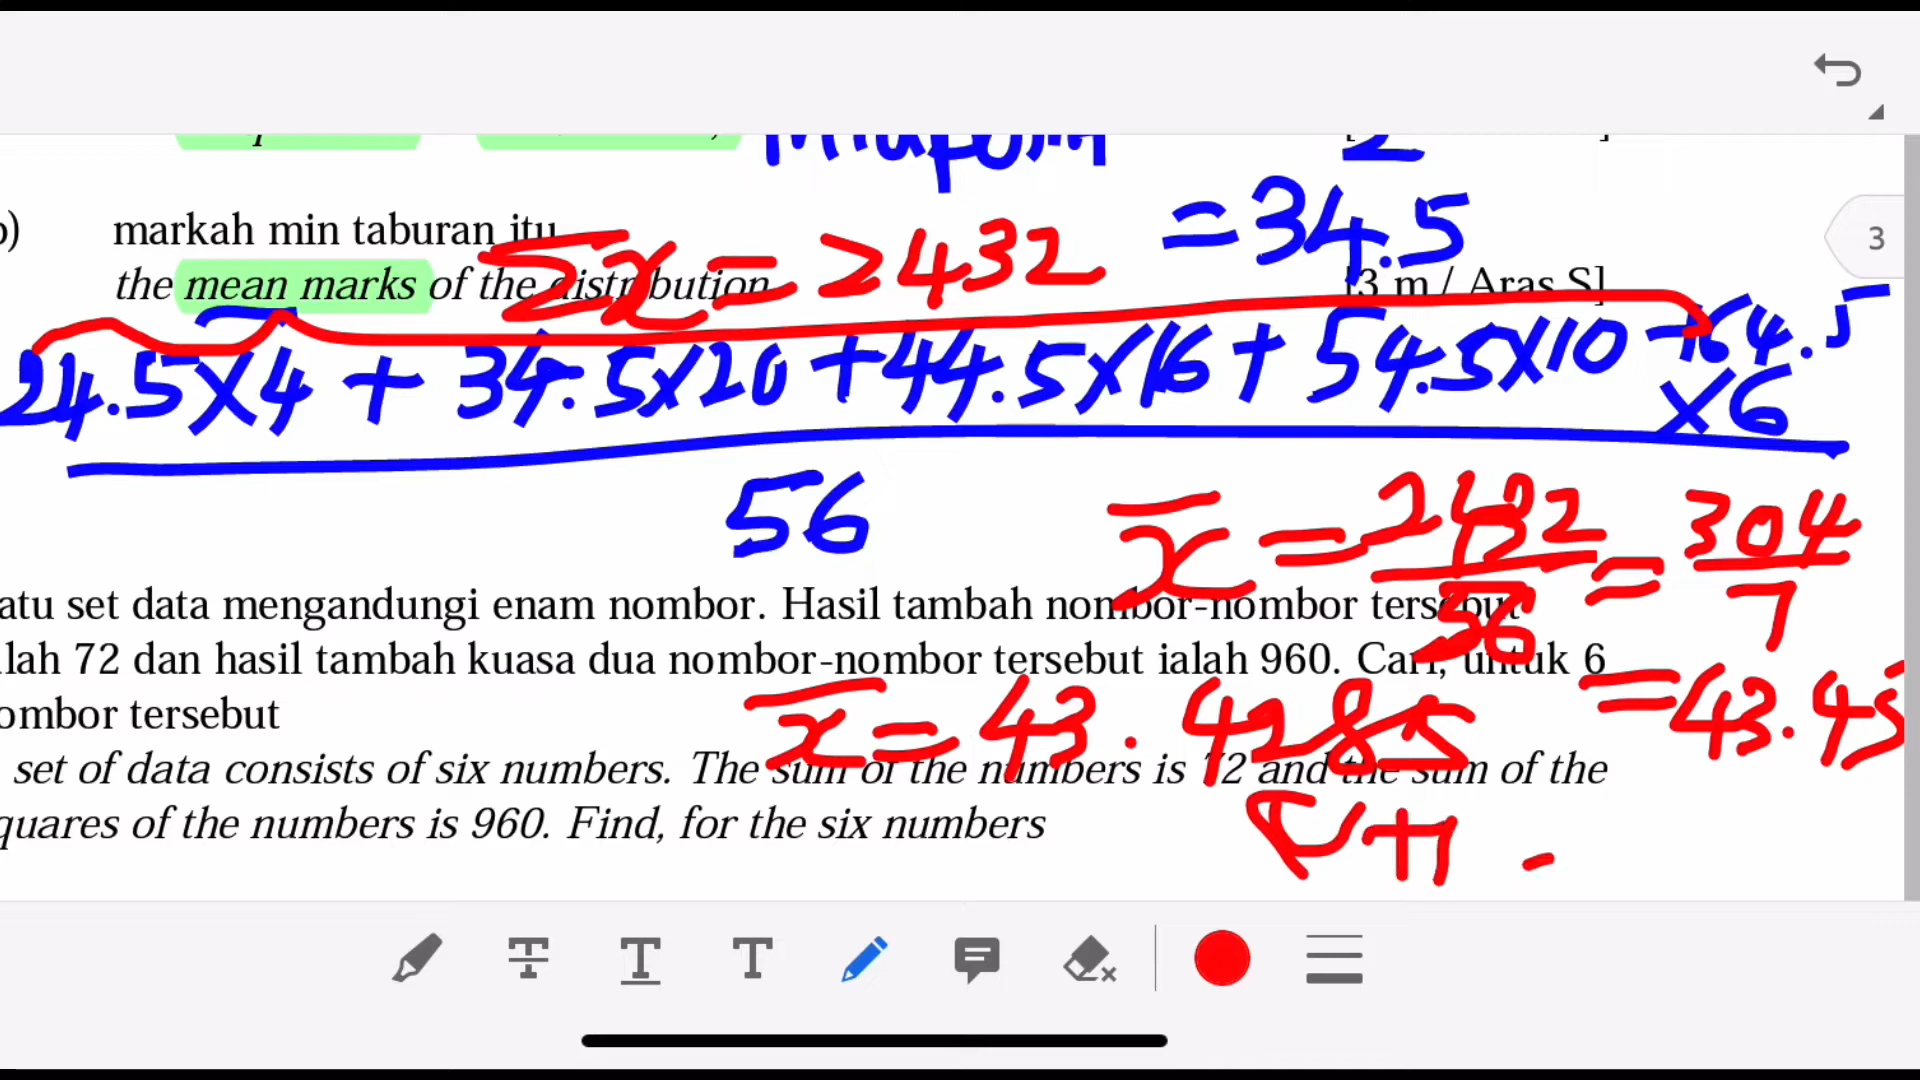 2
= 34.5
b) markah min taburan itu
Σx = 2432
the mean marks of the distribution [3 m / Aras S]
3
24.5×4 + 34.5×20 + 44.5×16 + 54.5×10 + 64.5
×6
56
x̄ = 2432/56 = 304/7
atu set data mengandungi enam nombor. Hasil tambah nombor-nombor tersebut
lah 72 dan hasil tambah kuasa dua nombor-nombor tersebut ialah 960. Cari, untuk 6
= 43.43
ombor tersebut
x̄ = 43.4285
set of data consists of six numbers. The sum of the numbers is 72 and the sum of the
quares of the numbers is 960. Find, for the six numbers
+1